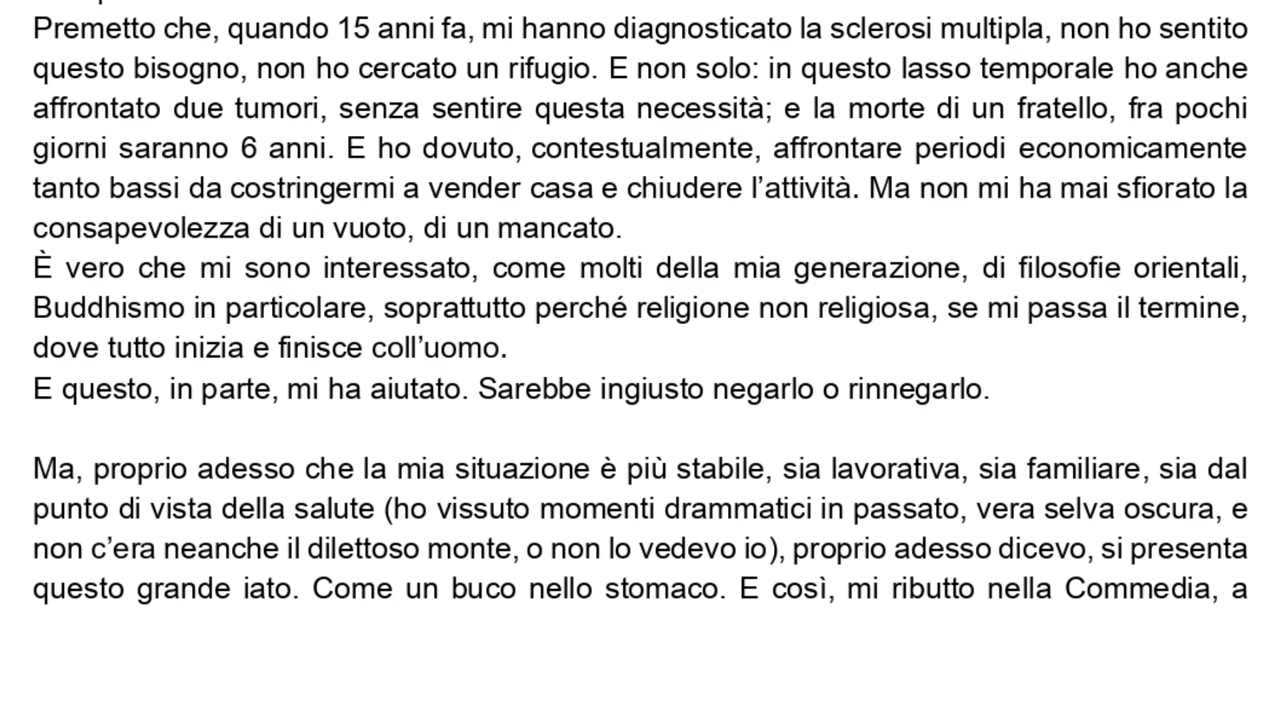 Premetto che, quando 15 anni fa, mi hanno diagnosticato la sclerosi multipla, non ho sentito
questo bisogno, non ho cercato un rifugio. E non solo: in questo lasso temporale ho anche
affrontato due tumori, senza sentire questa necessità; e la morte di un fratello, fra pochi
giorni saranno 6 anni. E ho dovuto, contestualmente, affrontare periodi economicamente
tanto bassi da costringermi a vender casa e chiudere l’attività. Ma non mi ha mai sfiorato la
consapevolezza di un vuoto, di un mancato.
È vero che mi sono interessato, come molti della mia generazione, di filosofie orientali,
Buddhismo in particolare, soprattutto perché religione non religiosa, se mi passa il termine,
dove tutto inizia e finisce coll’uomo.
E questo, in parte, mi ha aiutato. Sarebbe ingiusto negarlo o rinnegarlo.
Ma, proprio adesso che la mia situazione è più stabile, sia lavorativa, sia familiare, sia dal
punto di vista della salute (ho vissuto momenti drammatici in passato, vera selva oscura, e
non c’era neanche il dilettoso monte, o non lo vedevo io), proprio adesso dicevo, si presenta
questo grande iato. Come un buco nello stomaco. E così, mi ributto nella Commedia, a